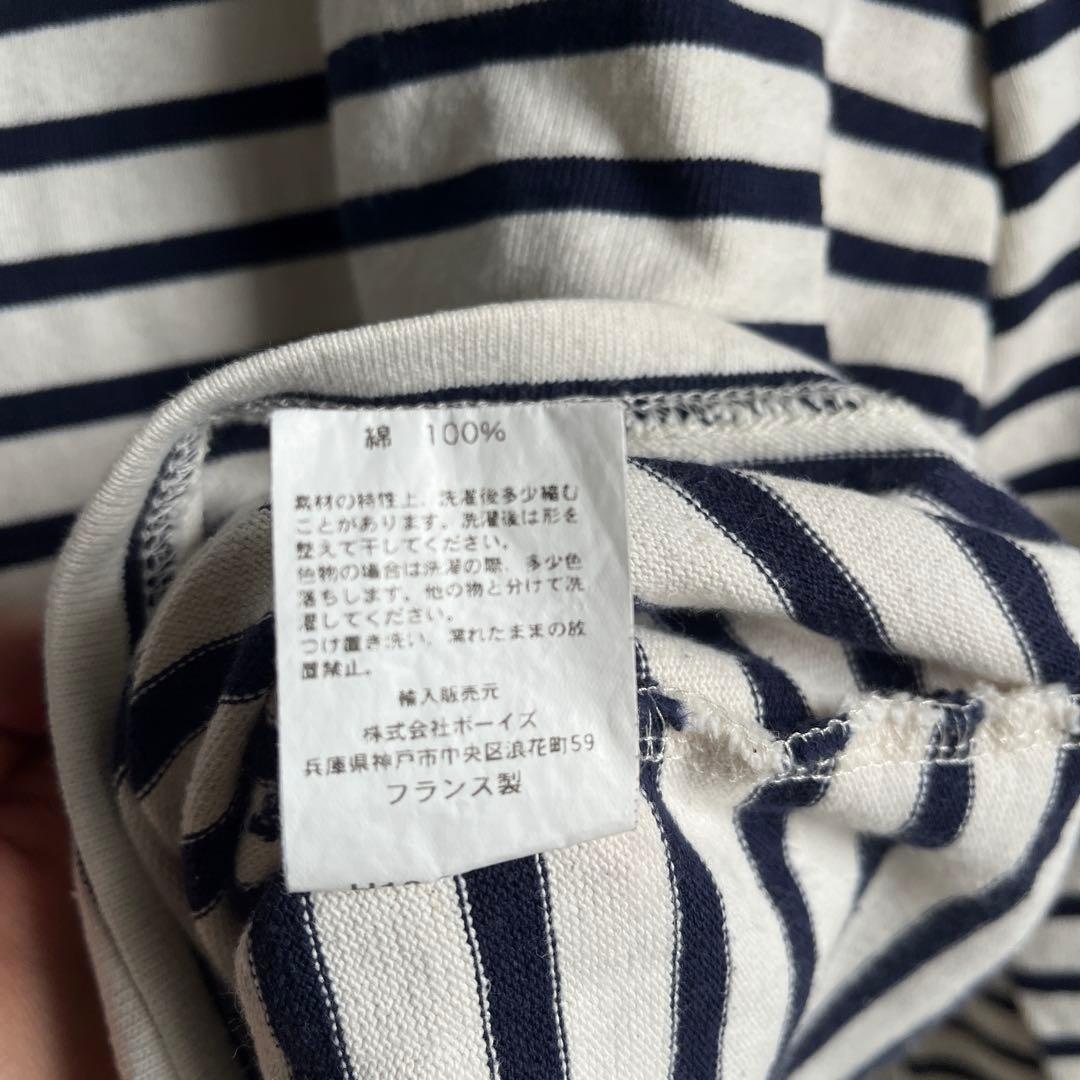 綿 100%
素材の特性上、洗濯後多少縮む
ことがあります。洗濯後は形を
整えて干してください。
色物の場合は洗濯の際、多少色
落ちします。他の物と分けて洗
濯してください。
つけ置き洗い、濡れたままの放
置禁止。
輸入販売元
株式会社ボーイズ
兵庫県神戸市中央区浪花町59
フランス製